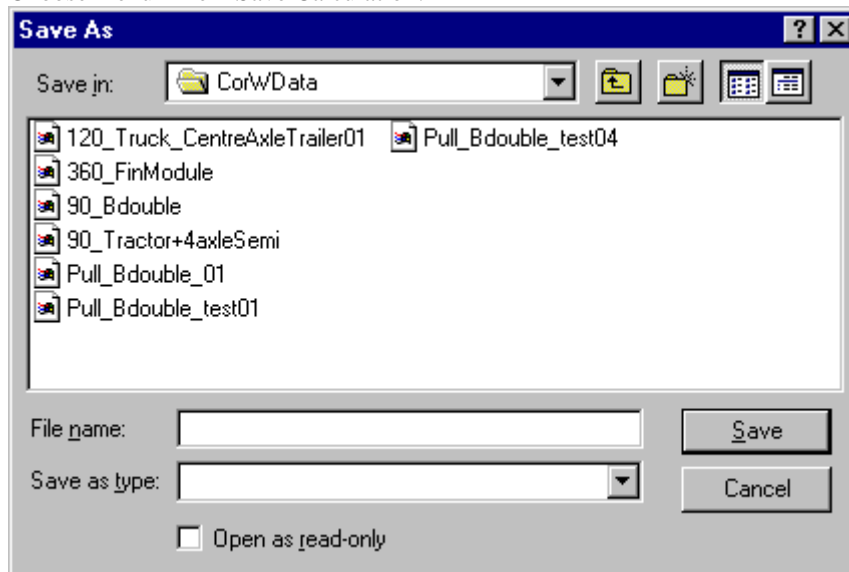 Save As
Save in: CorWData
120_Truck_CentreAxleTrailer01 Pull_Bdouble_test04
360_FinModule
90_Bdouble
90_Tractor+4axleSemi
Pull_Bdouble_01
Pull_Bdouble_test01
File name: Save
Save as type: Cancel
Open as read-only